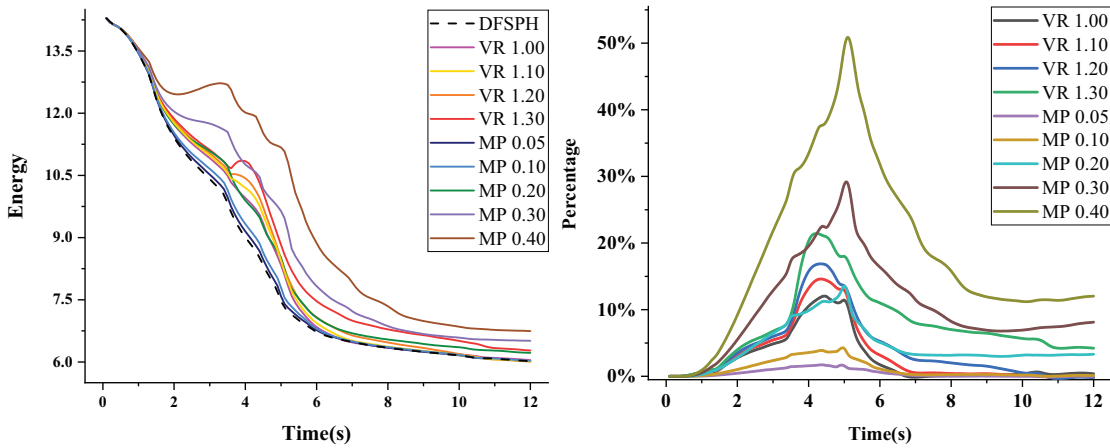 Energy
13.5
12.0
10.5
9.0
7.5
6.0
0
2
4
6
8
10
12
Time(s)
DFSPH
VR 1.00
VR 1.10
VR 1.20
VR 1.30
MP 0.05
MP 0.10
MP 0.20
MP 0.30
MP 0.40
Percentage
50%
40%
30%
20%
10%
0%
0
2
4
6
8
10
12
Time(s)
VR 1.00
VR 1.10
VR 1.20
VR 1.30
MP 0.05
MP 0.10
MP 0.20
MP 0.30
MP 0.40